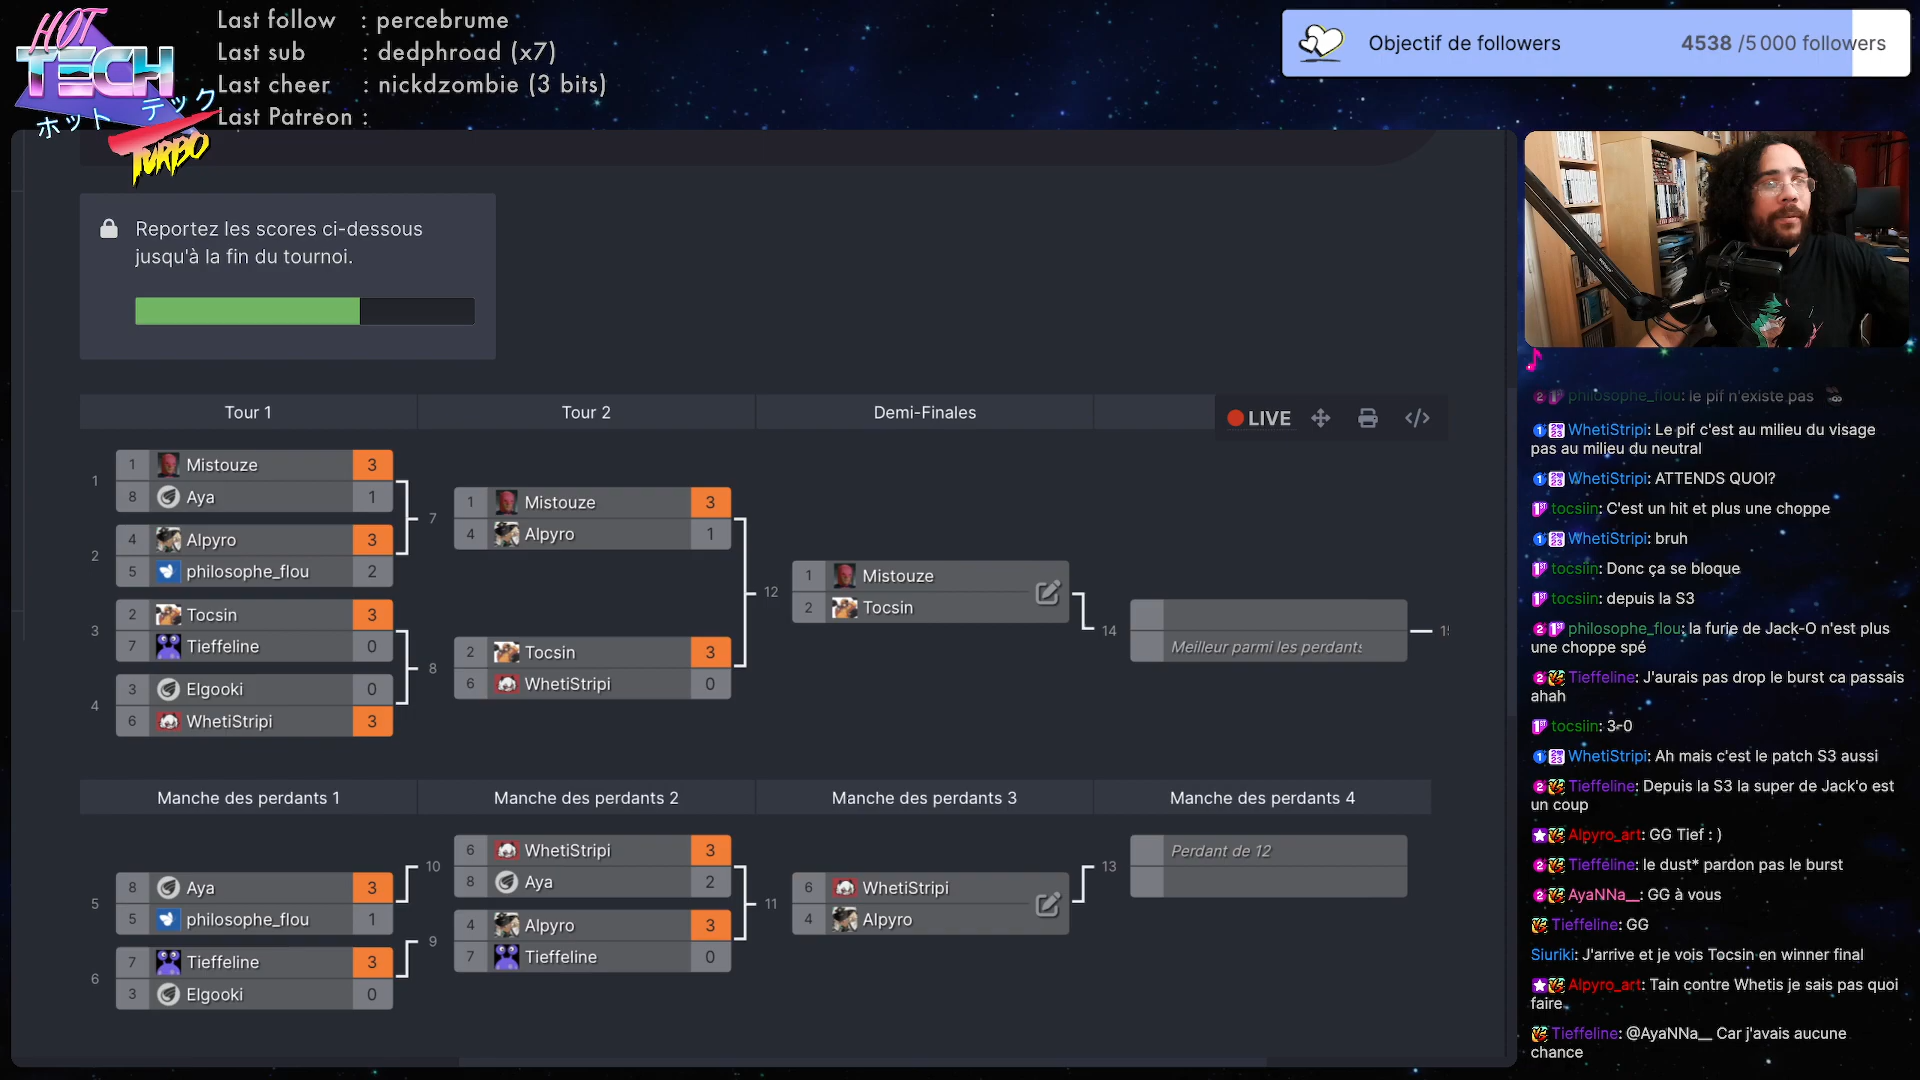 HOT
TECH
ホット テック
TURBO
Last follow : percebrume
Last sub : dedphroad (x7)
Last cheer : nickdzombie (3 bits)
Last Patreon :
Objectif de followers 4538 /5 000 followers
Reportez les scores ci-dessous
jusqu'à la fin du tournoi.
Tour 1 Tour 2 Demi-Finales LIVE
1
1 Mistouze 3
8 Aya 1
2
4 Alpyro 3
5 philosophe_flou 2
3
2 Tocsin 3
7 Tieffeline 0
4
3 Elgooki 0
6 WhetiStripi 3
7
1 Mistouze 3
4 Alpyro 1
8
2 Tocsin 3
6 WhetiStripi 0
12
1 Mistouze
2 Tocsin
14
Meilleur parmi les perdants
Manche des perdants 1 Manche des perdants 2 Manche des perdants 3 Manche des perdants 4
5
8 Aya 3
5 philosophe_flou 1
6
7 Tieffeline 3
3 Elgooki 0
10
6 WhetiStripi 3
8 Aya 2
9
4 Alpyro 3
7 Tieffeline 0
11
6 WhetiStripi
4 Alpyro
13
Perdant de 12
philosophe_flou: le pif n'existe pas
WhetiStripi: Le pif c'est au milieu du visage
pas au milieu du neutral
WhetiStripi: ATTENDS QUOI?
tocsiin: C'est un hit et plus une choppe
WhetiStripi: bruh
tocsiin: Donc ça se bloque
tocsiin: depuis la S3
philosophe_flou: la furie de Jack-O n'est plus
une choppe spé
Tieffeline: J'aurais pas drop le burst ca passais
ahah
tocsiin: 3-0
WhetiStripi: Ah mais c'est le patch S3 aussi
Tieffeline: Depuis la S3 la super de Jack'o est
un coup
Alpyro_art: GG Tief : )
Tieffeline: le dust* pardon pas le burst
AyaNNa__: GG à vous
Tieffeline: GG
Siuriki: J'arrive et je vois Tocsin en winner final
Alpyro_art: Tain contre Whetis je sais pas quoi
faire.
Tieffeline: @AyaNNa__ Car j'avais aucune
chance